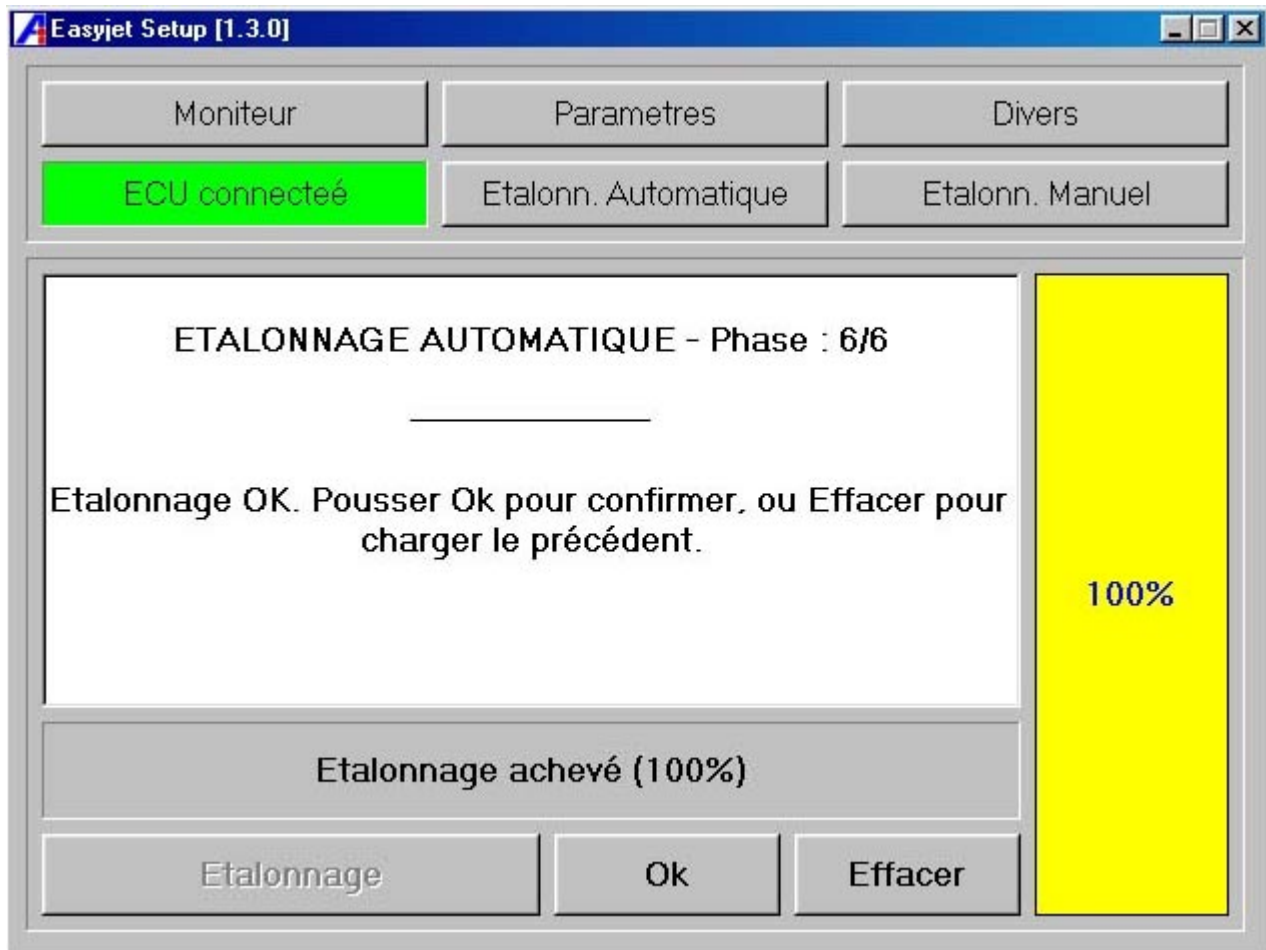 Easyjet Setup [1.3.0]
Moniteur
Parametres
Divers
ECU connecteé
Etalonn. Automatique
Etalonn. Manuel
ETALONNAGE AUTOMATIQUE - Phase : 6/6
Etalonnage OK. Pousser Ok pour confirmer, ou Effacer pour
charger le précédent.
100%
Etalonnage achevé (100%)
Etalonnage
Ok
Effacer